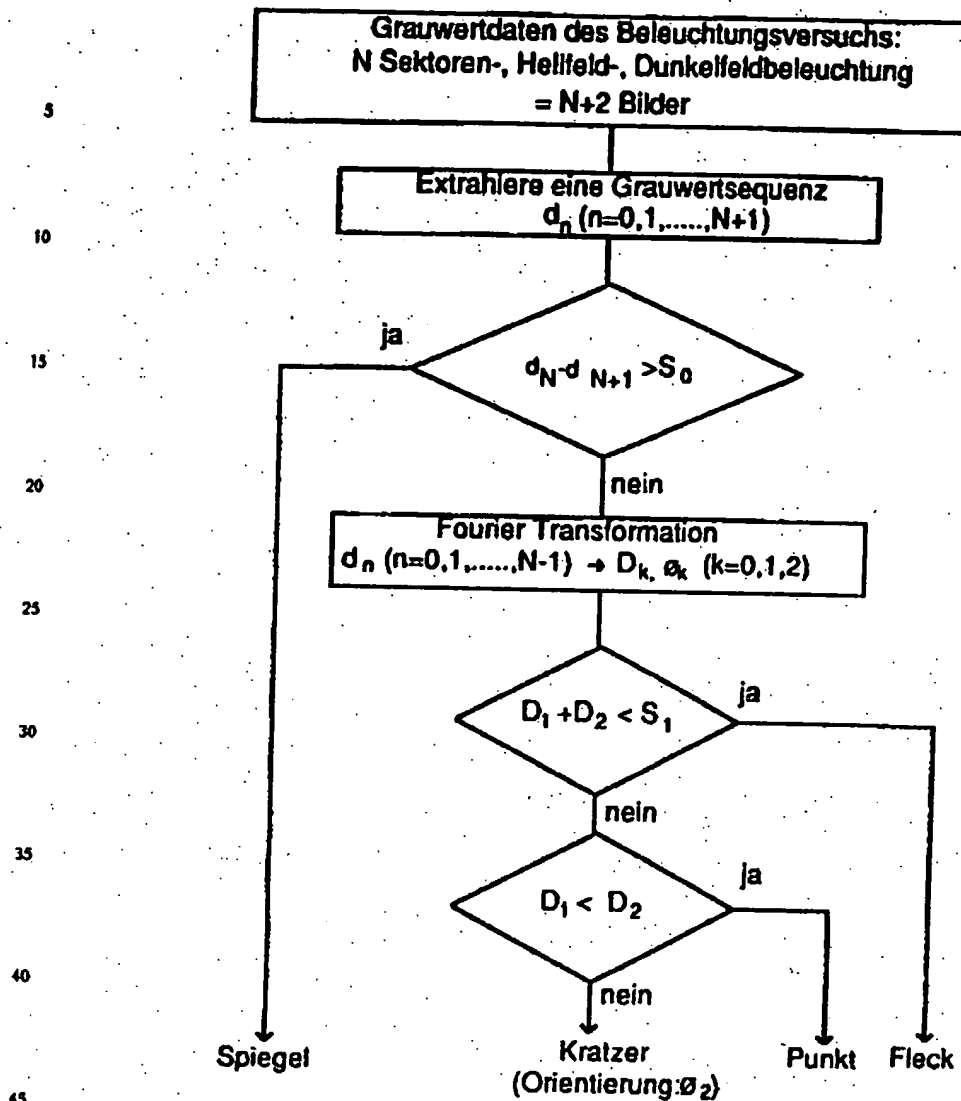 Grauwertdaten des Beleuchtungsversuchs:
N Sektoren-, Hellfeld-, Dunkelfeldbeleuchtung
5
= N+2 Bilder
Extrahiere eine Grauwertsequenz
d_n (n=0,1,.....,N+1)
10
ja
15
d_N-d_N+1 >S_0
20
nein
Fourier Transformation
d_n (n=0,1,.....,N-1) → D_k, ø_k (k=0,1,2)
25
ja
D_1 +D_2 < S_1
30
nein
35
ja
D_1 < D_2
40
nein
Spiegel Kratzer Punkt Fleck
(Orientierung:ø_2)
45